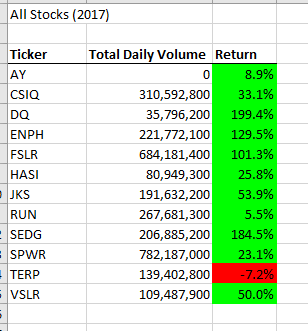 All Stocks (2017)
Ticker Total Daily Volume Return
AY 0 8.9%
CSIQ 310,592,800 33.1%
DQ 35,796,200 199.4%
ENPH 221,772,100 129.5%
FSLR 684,181,400 101.3%
HASI 80,949,300 25.8%
JKS 191,632,200 53.9%
RUN 267,681,300 5.5%
SEDG 206,885,200 184.5%
SPWR 782,187,000 23.1%
TERP 139,402,800 -7.2%
VSLR 109,487,900 50.0%